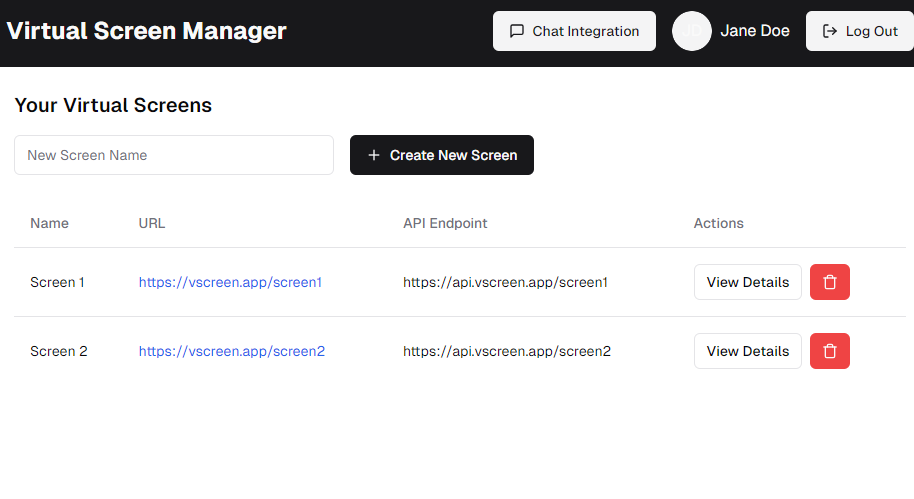 Virtual Screen Manager
Chat Integration
JD
Jane Doe
Log Out
Your Virtual Screens
New Screen Name
Create New Screen
Name URL API Endpoint Actions
Screen 1 https://vscreen.app/screen1 https://api.vscreen.app/screen1 View Details
Screen 2 https://vscreen.app/screen2 https://api.vscreen.app/screen2 View Details